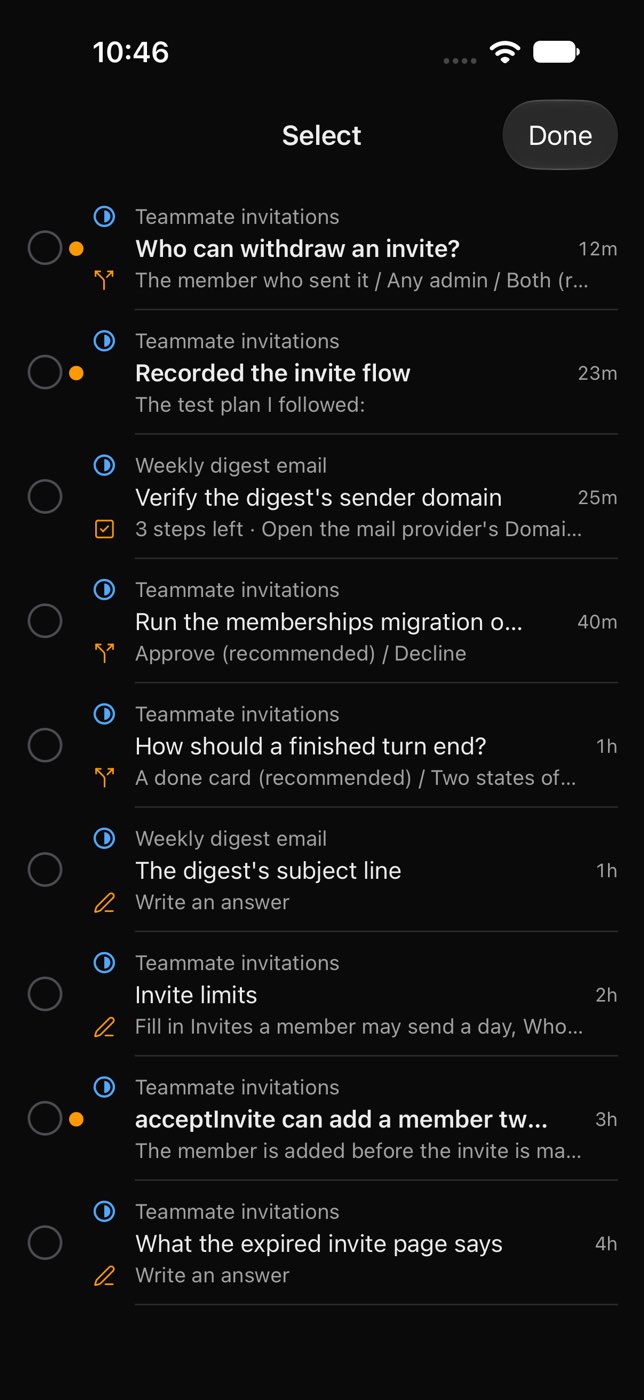 10:46
Select
Done
Teammate invitations
Who can withdraw an invite?
12m
The member who sent it / Any admin / Both (r...
Teammate invitations
Recorded the invite flow
23m
The test plan I followed:
Weekly digest email
Verify the digest's sender domain
25m
3 steps left · Open the mail provider's Domai...
Teammate invitations
Run the memberships migration o...
40m
Approve (recommended) / Decline
Teammate invitations
How should a finished turn end?
1h
A done card (recommended) / Two states of...
Weekly digest email
The digest's subject line
1h
Write an answer
Teammate invitations
Invite limits
2h
Fill in Invites a member may send a day, Who...
Teammate invitations
acceptInvite can add a member tw...
3h
The member is added before the invite is ma...
Teammate invitations
What the expired invite page says
4h
Write an answer